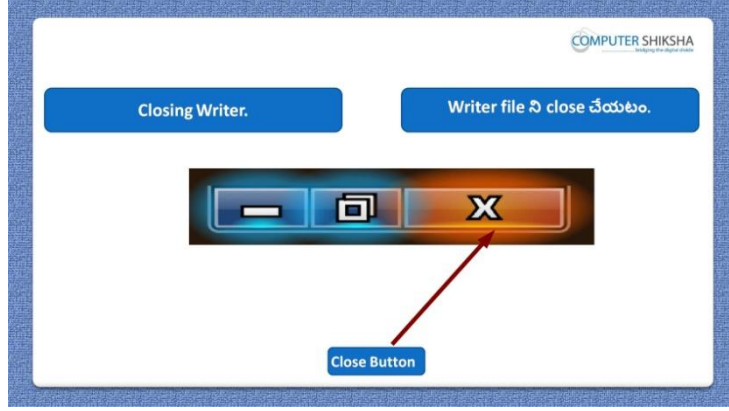 COMPUTER SHIKSHA
bridging the digital divide
Closing Writer.
Writer file ని close చేయటం.
X
Close Button